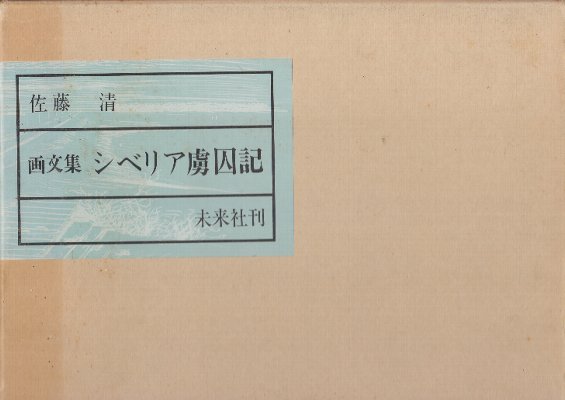 佐藤 清
画文集 シベリア虜囚記
未来社刊